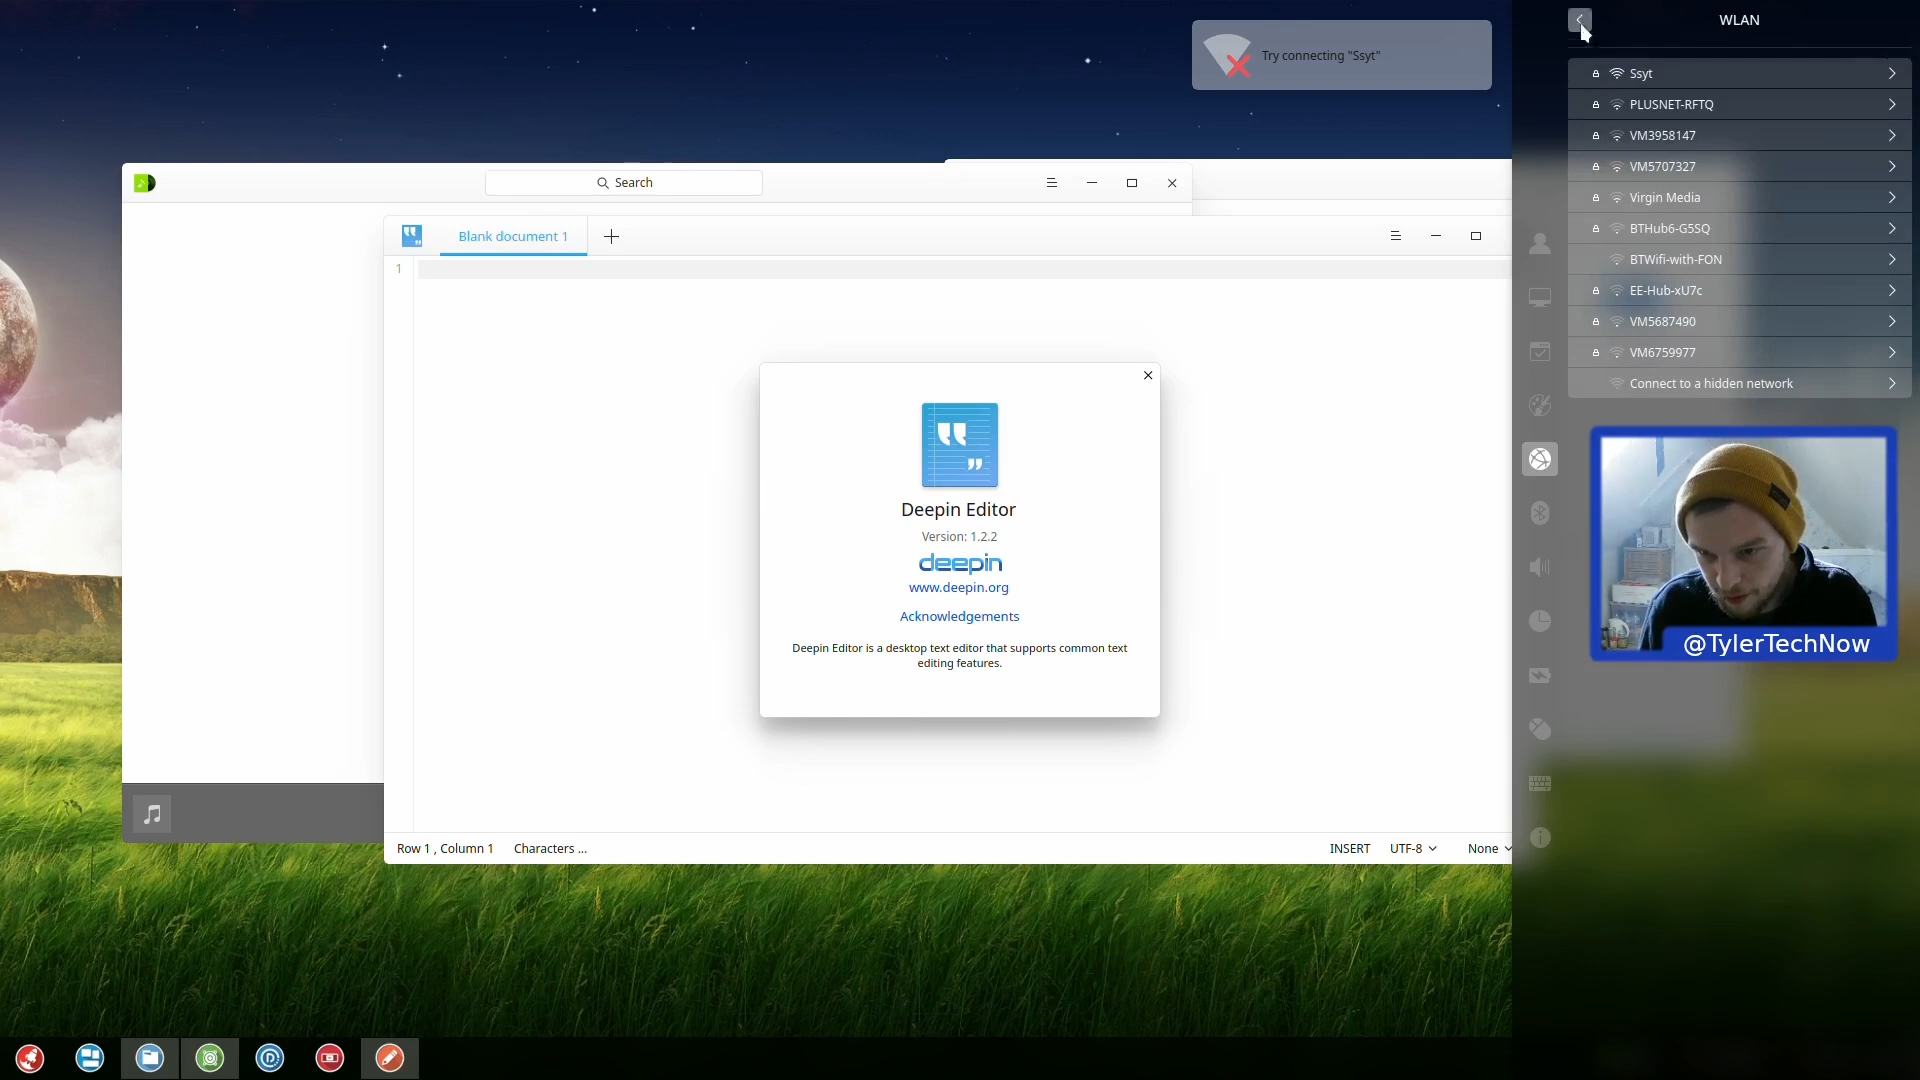 Try connecting "Ssyt"
WLAN
Ssyt
PLUSNET-RFTQ
VM3958147
VM5707327
Virgin Media
BTHub6-G5SQ
BTWifi-with-FON
EE-Hub-xU7c
VM5687490
VM6759977
Connect to a hidden network
Search
Blank document 1
1
Deepin Editor
Version: 1.2.2
deepin
www.deepin.org
Acknowledgements
Deepin Editor is a desktop text editor that supports common text
editing features.
@TylerTechNow
Row 1 , Column 1 Characters ... INSERT UTF-8 None